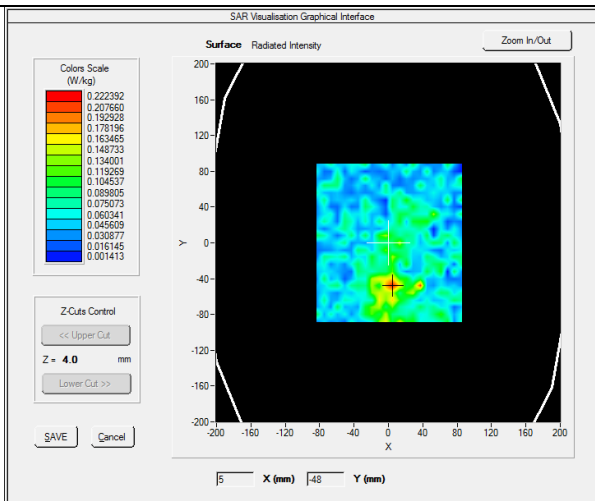 SAR Visualisation Graphical Interface
Surface Radiated Intensity
Zoom In/Out
Colors Scale
(W/kg)
0.222392
0.207660
0.192928
0.178196
0.163465
0.148733
0.134001
0.119269
0.104537
0.089805
0.075073
0.060341
0.045609
0.030877
0.016145
0.001413
Z-Cuts Control
<< Upper Cut
Z = 4.0 mm
Lower Cut >>
SAVE Cancel
200
160
120
80
40
0
-40
-80
-120
-160
-200
Y
-200 -160 -120 -80 -40 0 40 80 120 160 200
X
5 X (mm) -48 Y (mm)